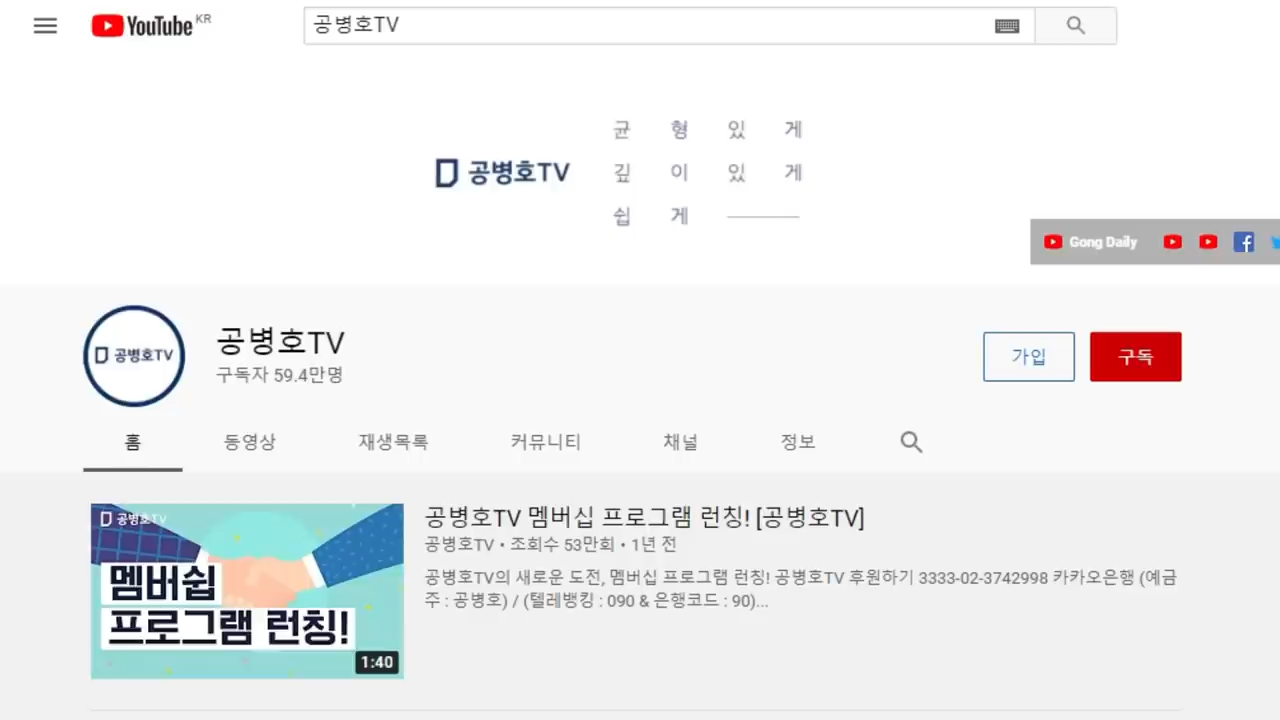 YouTube KR
공병호TV
공병호TV
균 형 있 게
깊 이 있 게
쉽 게
Gong Daily
공병호TV
공병호TV
구독자 59.4만명
가입
구독
홈 동영상 재생목록 커뮤니티 채널 정보
공병호TV
멤버쉽
프로그램 런칭!
1:40
공병호TV 멤버십 프로그램 런칭! [공병호TV]
공병호TV • 조회수 53만회 • 1년 전
공병호TV의 새로운 도전, 멤버십 프로그램 런칭! 공병호TV 후원하기 3333-02-3742998 카카오은행 (예금
주 : 공병호) / (텔레뱅킹 : 090 & 은행코드 : 90)...